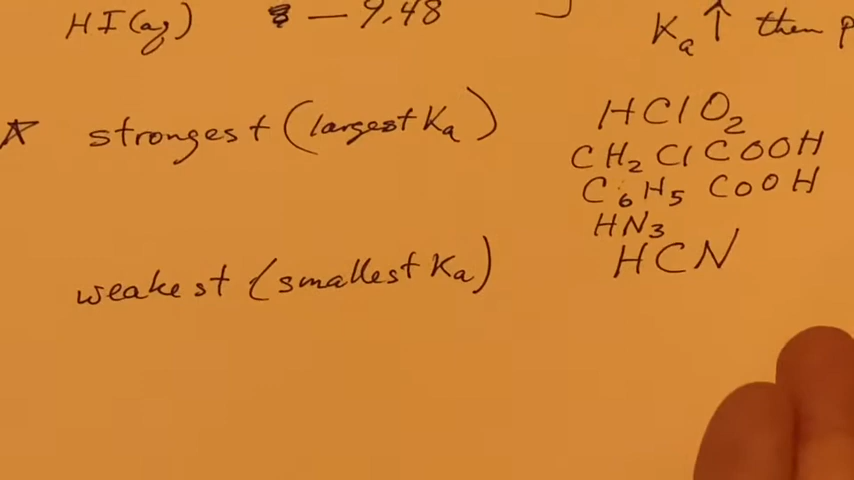 HI(aq) — 9.48
Ka ↑ then p
★ strongest (largest Ka) HClO2
CH2ClCOOH
C6H5COOH
HN3
weakest (smallest Ka) HCN